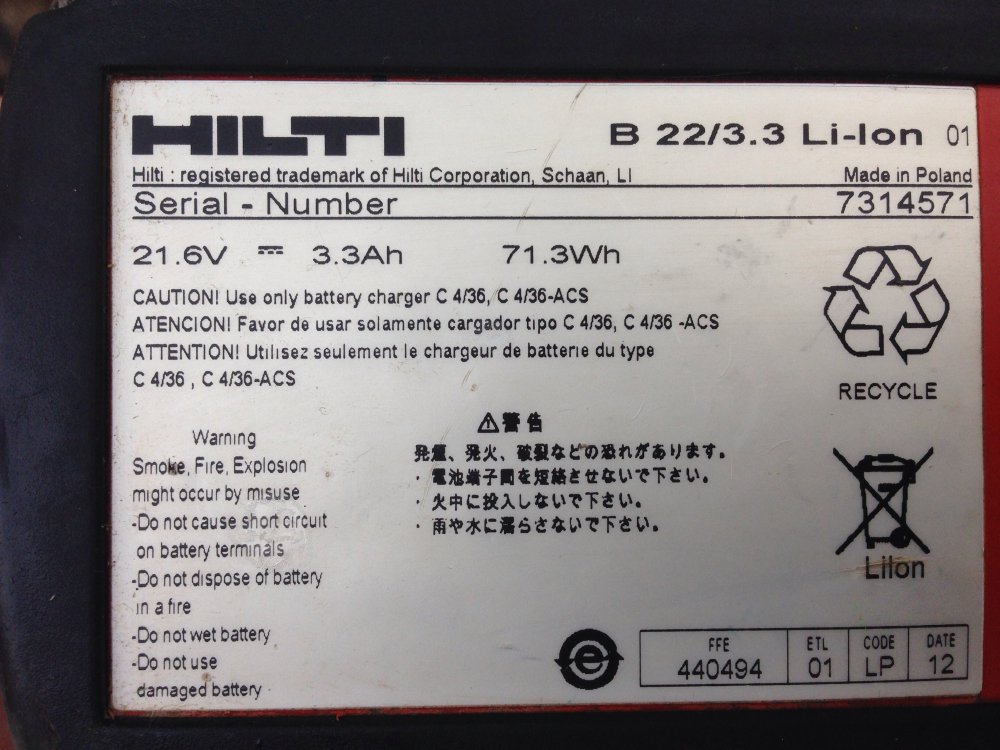 HILTI
B 22/3.3 Li-Ion 01
Hilti : registered trademark of Hilti Corporation, Schaan, LI
Made in Poland
Serial - Number
7314571
21.6V ⎓ 3.3Ah 71.3Wh
CAUTION! Use only battery charger C 4/36, C 4/36-ACS
ATENCION! Favor de usar solamente cargador tipo C 4/36, C 4/36 -ACS
ATTENTION! Utilisez seulement le chargeur de batterie du type
C 4/36 , C 4/36-ACS
RECYCLE
Warning
Smoke, Fire, Explosion
might occur by misuse
-Do not cause short circuit
on battery terminals
-Do not dispose of battery
in a fire
-Do not wet battery
-Do not use
damaged battery
⚠警告
発煙、発火、破裂などの恐れがあります。
・電池端子間を短絡させないで下さい。
・火中に投入しないで下さい。
・雨や水に濡らさないで下さい。
LiIon
e
FFE ETL CODE DATE
440494 01 LP 12